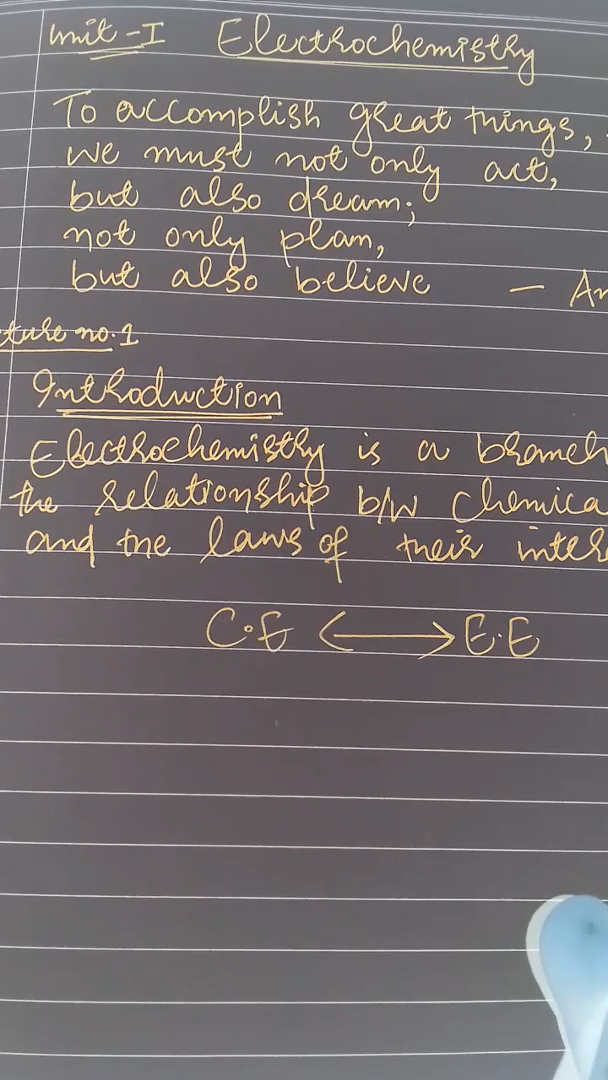 Unit-I Electrochemistry
To accomplish great things,
We must not only act,
but also dream;
not only plan,
but also believe —
no.1
Introduction
Electrochemistry is a branch
the relationship b/w Chemica
and the laws of their inter
C.E ⟷ E.E